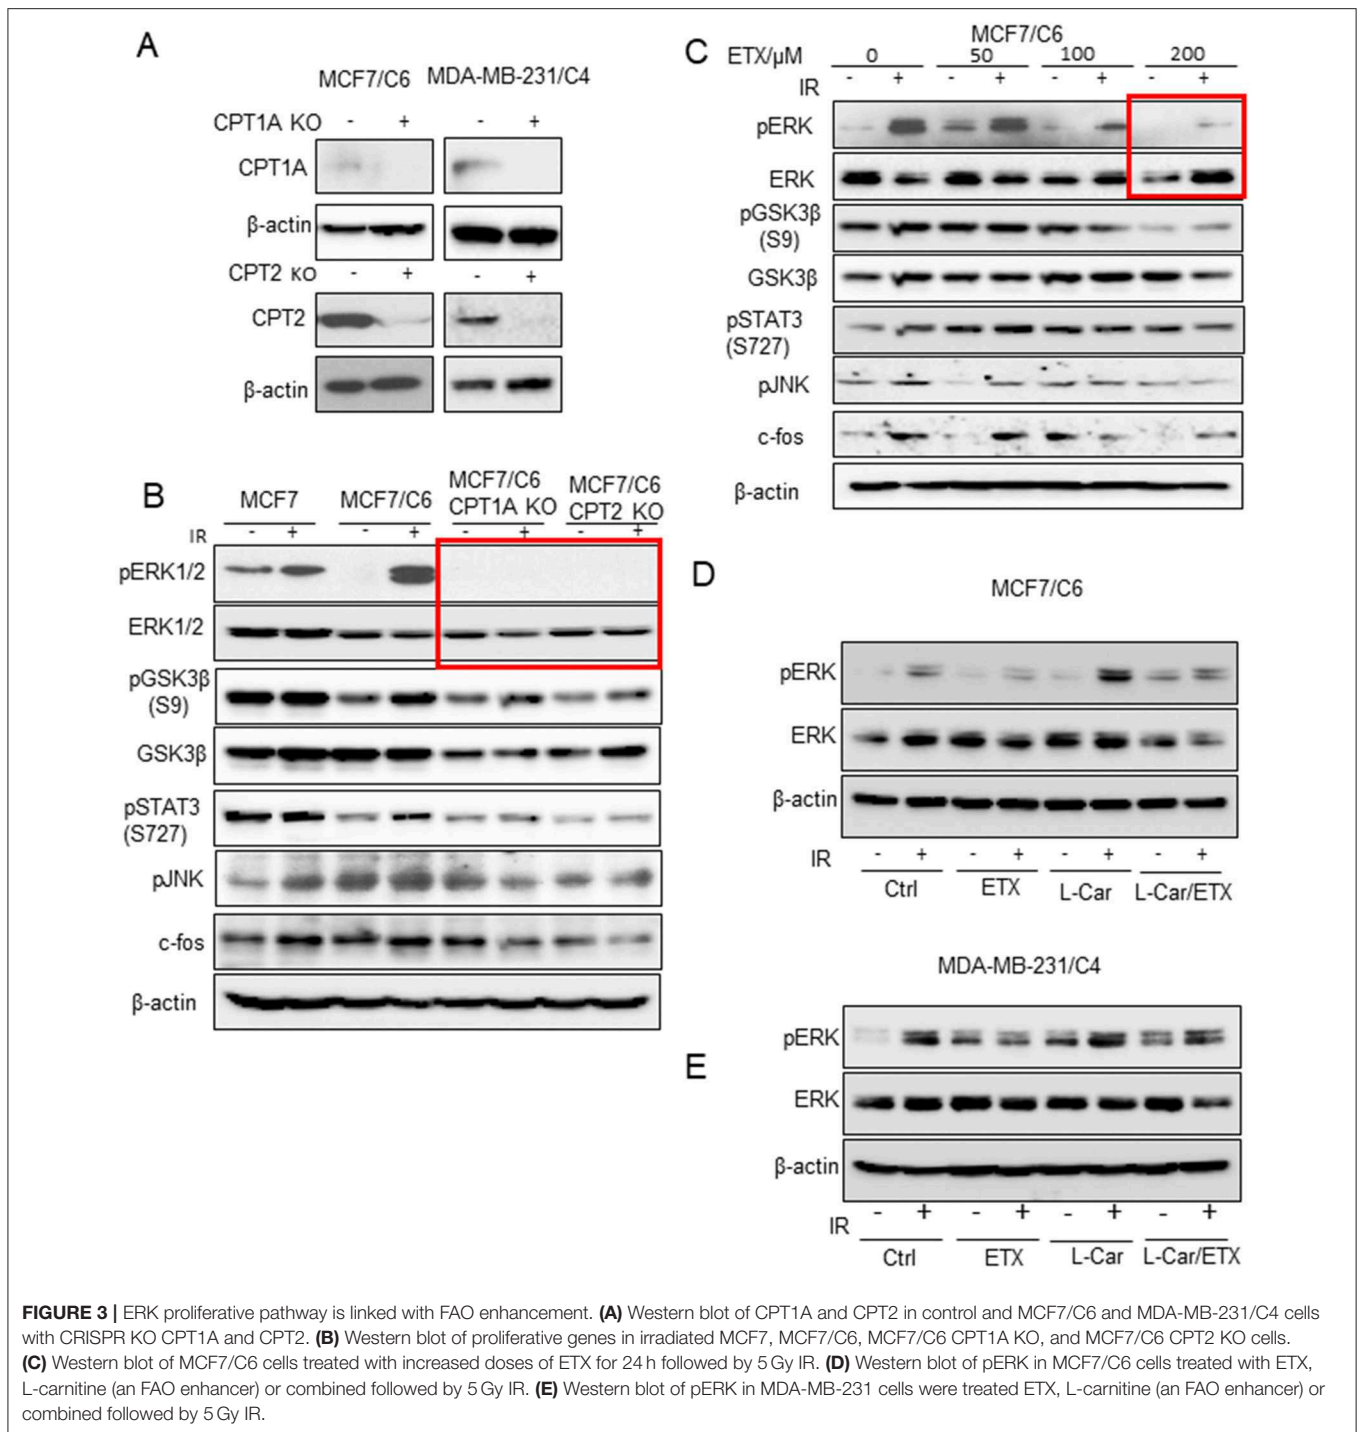 A
MCF7/C6 MDA-MB-231/C4
CPT1A KO - + - +
CPT1A
β-actin
CPT2 KO - + - +
CPT2
β-actin
B
MCF7 MCF7/C6 MCF7/C6 CPT1A KO MCF7/C6 CPT2 KO
IR - + - + - + - +
pERK1/2
ERK1/2
pGSK3β
(S9)
GSK3β
pSTAT3
(S727)
pJNK
c-fos
β-actin
C
MCF7/C6
ETX/μM 0 50 100 200
IR - + - + - + - +
pERK
ERK
pGSK3β
(S9)
GSK3β
pSTAT3
(S727)
pJNK
c-fos
β-actin
D
MCF7/C6
pERK
ERK
β-actin
IR - + - + - + - +
Ctrl ETX L-Car L-Car/ETX
E
MDA-MB-231/C4
pERK
ERK
β-actin
IR - + - + - + - +
Ctrl ETX L-Car L-Car/ETX
FIGURE 3 | ERK proliferative pathway is linked with FAO enhancement. (A) Western blot of CPT1A and CPT2 in control and MCF7/C6 and MDA-MB-231/C4 cells
with CRISPR KO CPT1A and CPT2. (B) Western blot of proliferative genes in irradiated MCF7, MCF7/C6, MCF7/C6 CPT1A KO, and MCF7/C6 CPT2 KO cells.
(C) Western blot of MCF7/C6 cells treated with increased doses of ETX for 24 h followed by 5 Gy IR. (D) Western blot of pERK in MCF7/C6 cells treated with ETX,
L-carnitine (an FAO enhancer) or combined followed by 5 Gy IR. (E) Western blot of pERK in MDA-MB-231 cells were treated ETX, L-carnitine (an FAO enhancer) or
combined followed by 5 Gy IR.